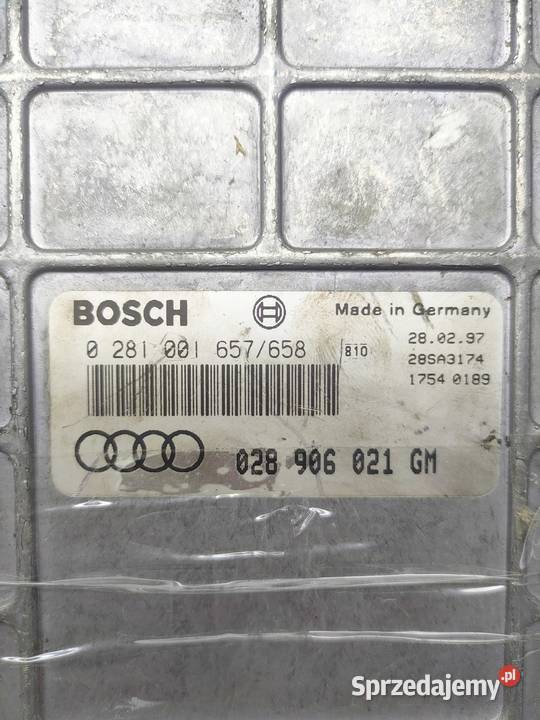 BOSCH
Made in Germany
0 281 001 657/658
810
28.02.97
28SA3174
1754 0189
028 906 021 GM
Sprzedajemy.pl